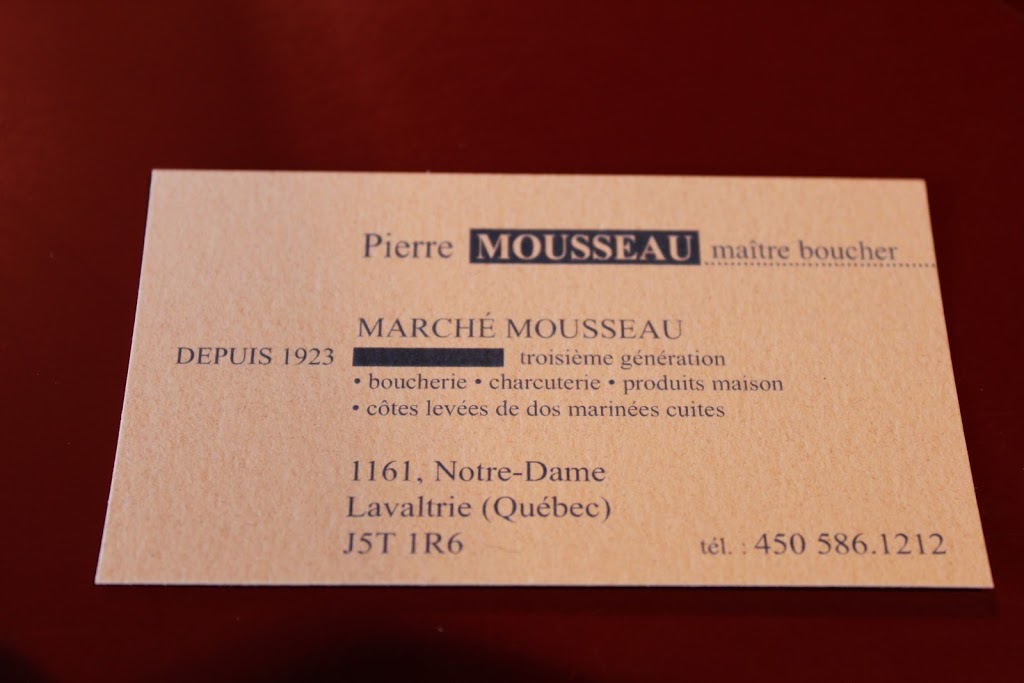 Pierre MOUSSEAU maître boucher
MARCHÉ MOUSSEAU
DEPUIS 1923 troisième génération
• boucherie • charcuterie • produits maison
• côtes levées de dos marinées cuites
1161, Notre-Dame
Lavaltrie (Québec)
J5T 1R6 tél. : 450 586.1212